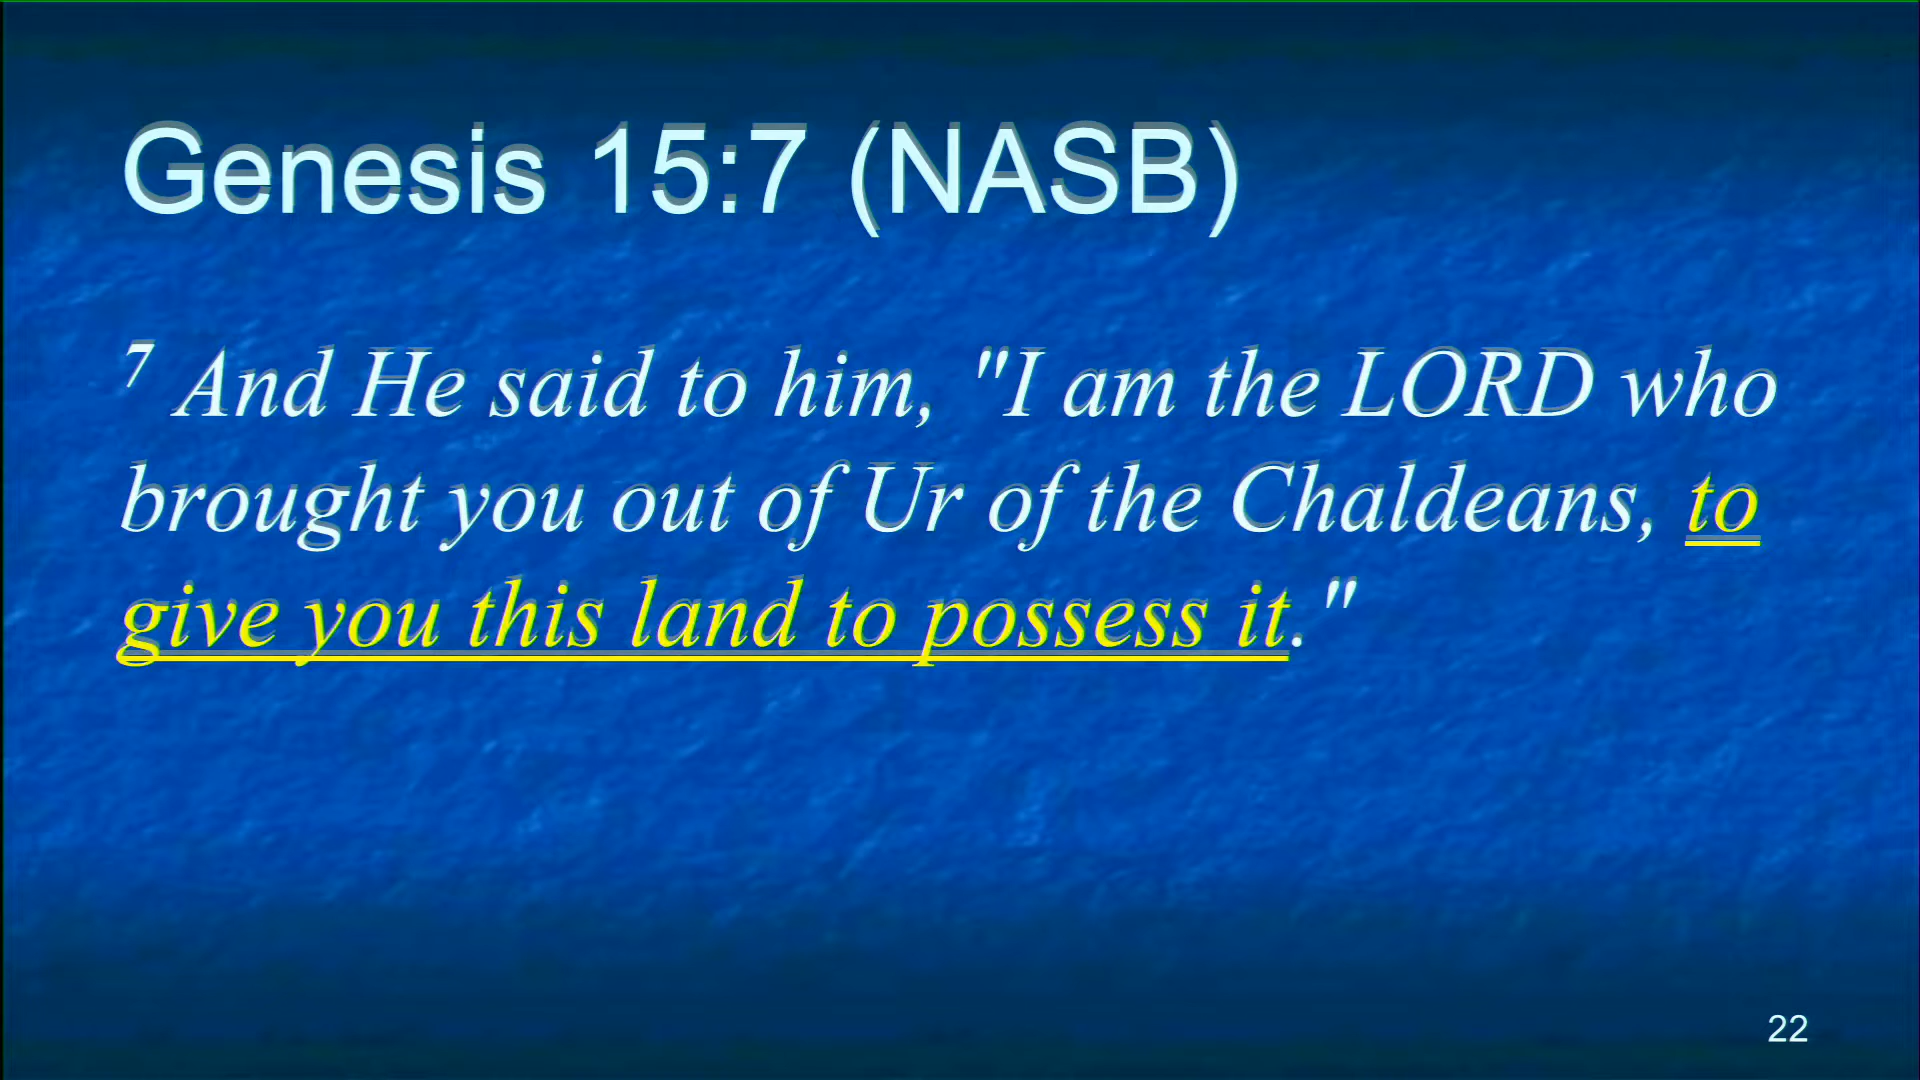 Genesis 15:7 (NASB)
7 And He said to him, "I am the LORD who
brought you out of Ur of the Chaldeans, to
give you this land to possess it."
22